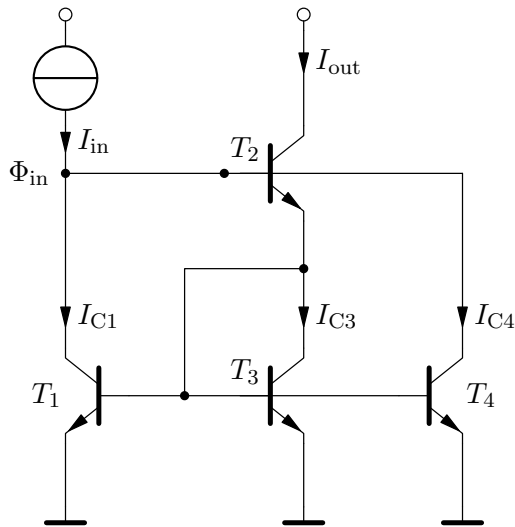 I_out
I_in
T_2
Φ_in
I_C1
I_C3
I_C4
T_1
T_3
T_4